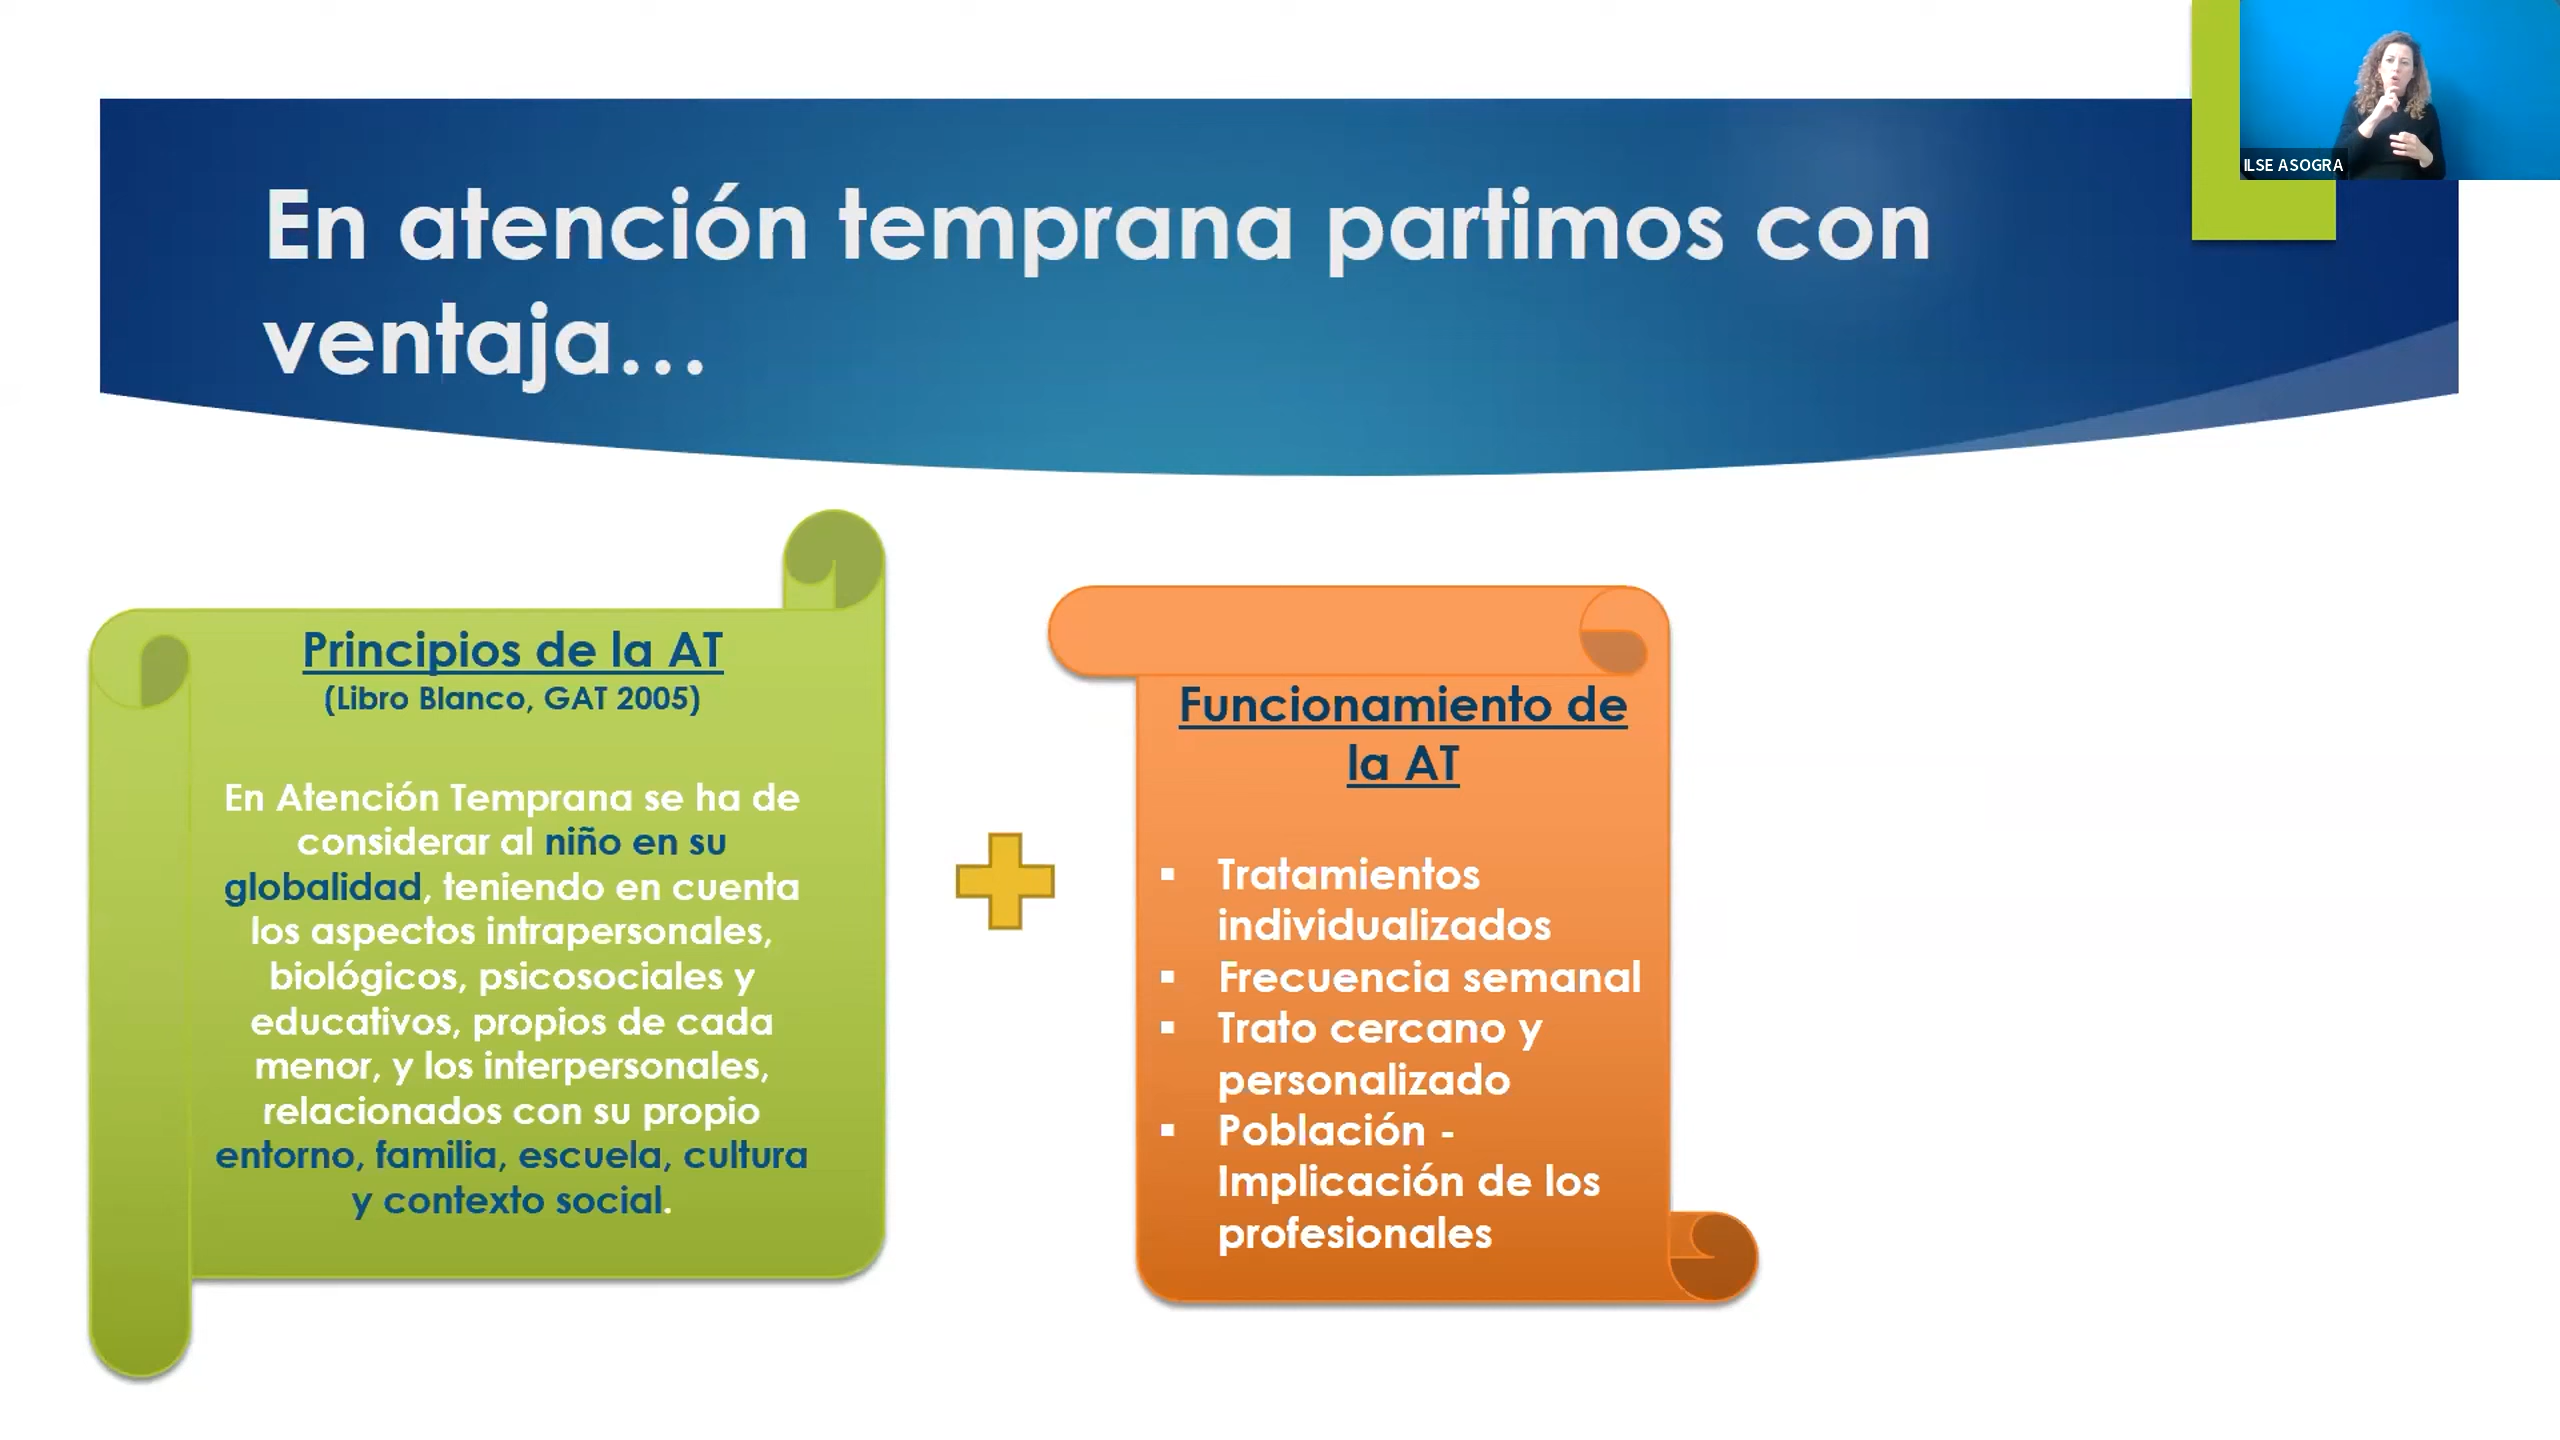 En atención temprana partimos con
ventaja...
ILSE ASOGRA
Principios de la AT
(Libro Blanco, GAT 2005)
En Atención Temprana se ha de
considerar al niño en su
globalidad, teniendo en cuenta
los aspectos intrapersonales,
biológicos, psicosociales y
educativos, propios de cada
menor, y los interpersonales,
relacionados con su propio
entorno, familia, escuela, cultura
y contexto social.
Funcionamiento de
la AT
▪ Tratamientos
individualizados
▪ Frecuencia semanal
▪ Trato cercano y
personalizado
▪ Población -
Implicación de los
profesionales